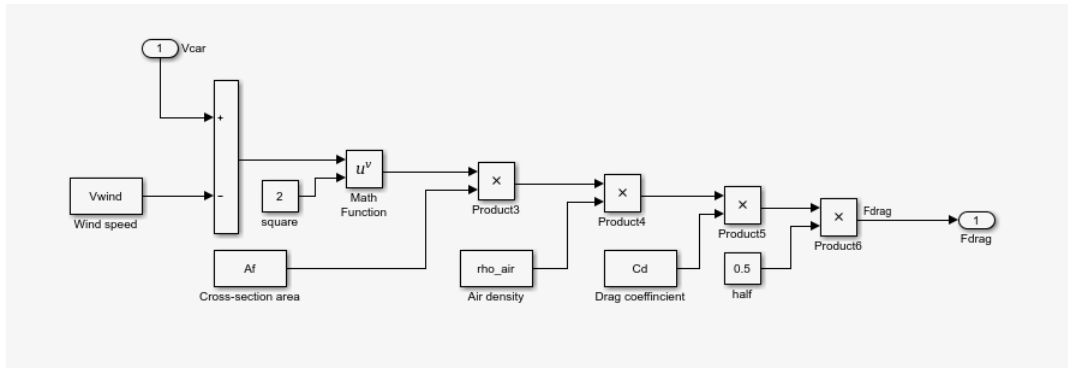 1
Vcar
+
Vwind
−
Wind speed
2
square
u^v
Math
Function
×
Product3
×
Product4
×
Product5
×
Product6
Fdrag
1
Fdrag
Af
Cross-section area
rho_air
Air density
Cd
Drag coeffincient
0.5
half